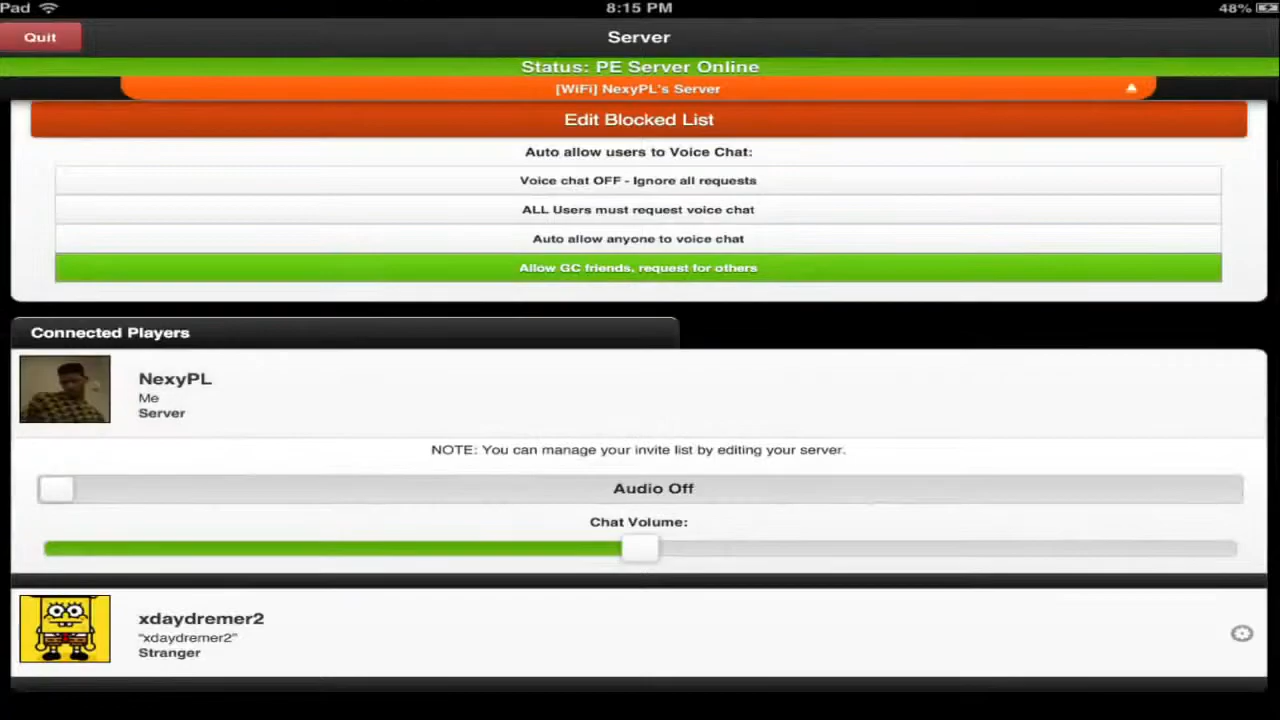 Pad
8:15 PM
48%
Quit
Server
Status: PE Server Online
[WiFi] NexyPL's Server
Edit Blocked List
Auto allow users to Voice Chat:
Voice chat OFF - Ignore all requests
ALL Users must request voice chat
Auto allow anyone to voice chat
Allow GC friends, request for others
Connected Players
NexyPL
Me
Server
NOTE: You can manage your invite list by editing your server.
Audio Off
Chat Volume:
xdaydremer2
"xdaydremer2"
Stranger